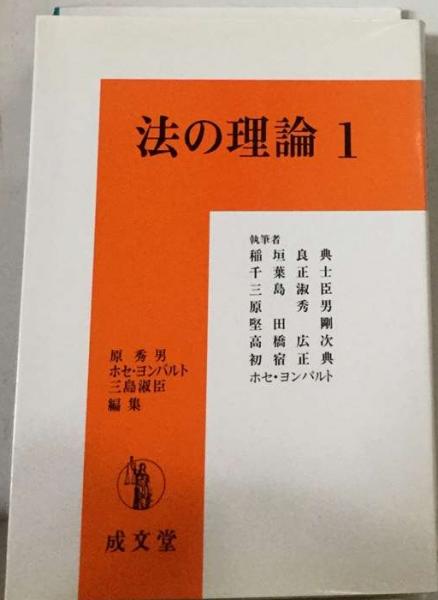 法の理論 1
執筆者
稲垣良典
千葉正士
三島淑臣
原秀男
堅田剛
高橋広次
初宿正典
ホセ・ヨンパルト
原秀男
ホセ・ヨンパルト
三島淑臣
編集
成文堂